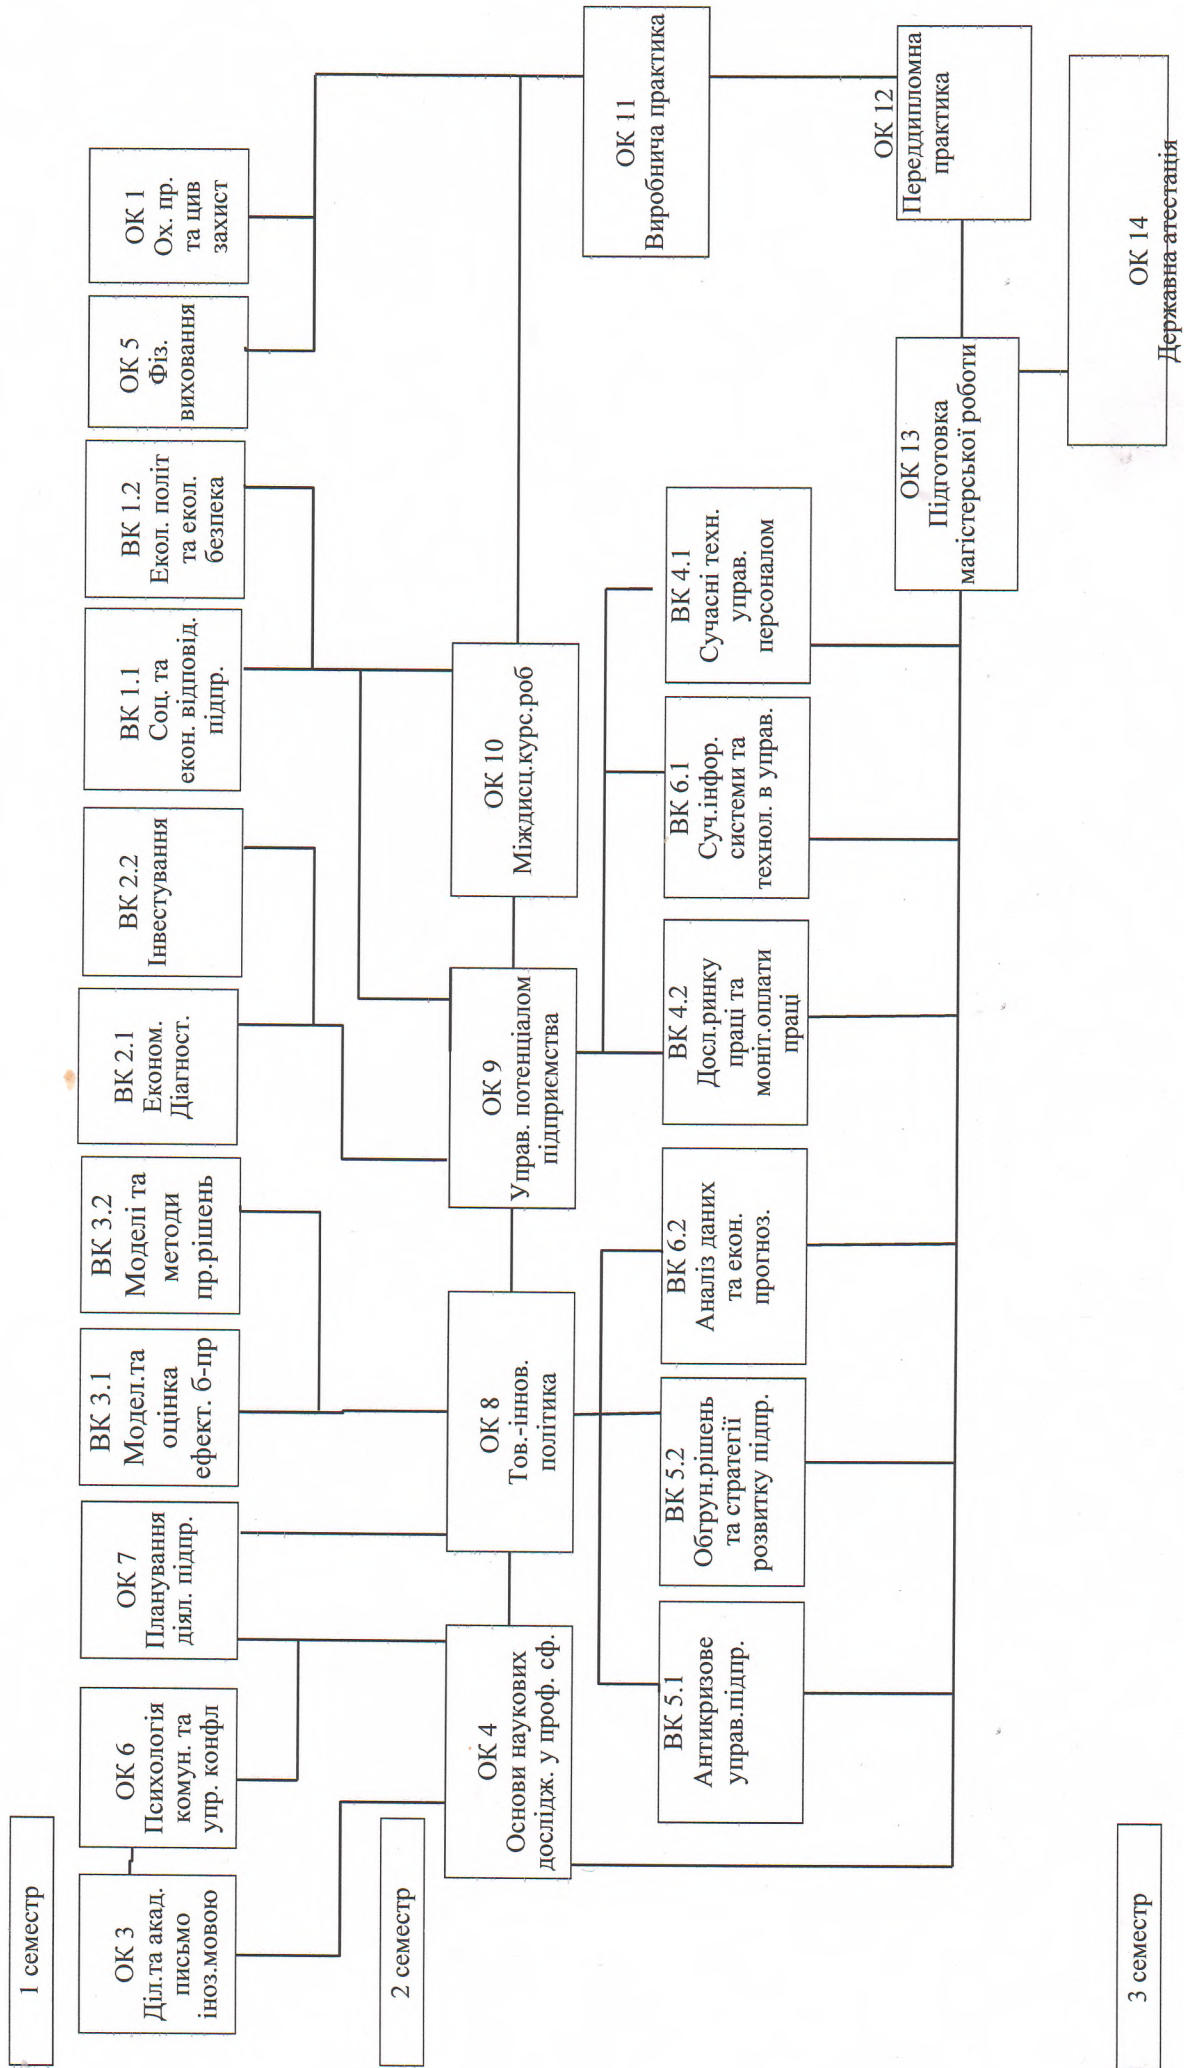 1 семестр
ОК 3
Діл.та акад.
письмо
іноз.мовою
ОК 6
Психологія
комун. та
упр. конфл
ОК 7
Планування
діял. підпр.
ВК 3.1
Модел.та
оцінка
ефект. б-пр
ВК 3.2
Моделі та
методи
пр.рішень
ВК 2.1
Економ.
Діагност.
ВК 2.2
Інвестування
ВК 1.1
Соц. та
екон. відповід.
підпр.
ВК 1.2
Екол. політ
та екол.
безпека
ОК 5
Фіз.
виховання
ОК 1
Ох. пр.
та цив
захист
2 семестр
ОК 4
Основи наукових
дослідж. у проф. сф.
ОК 8
Тов.-іннов.
політика
ОК 9
Управ. потенціалом
підприємства
ОК 10
Міждисц.курс.роб
ОК 11
Виробнича практика
ВК 5.1
Антикризове
управ.підпр.
ВК 5.2
Обгрун.рішень
та стратегії
розвитку підпр.
ВК 6.2
Аналіз даних
та екон.
прогноз.
ВК 4.2
Досл.ринку
праці та
моніт.оплати
праці
ВК 6.1
Суч.інфор.
системи та
технол. в управ.
ВК 4.1
Сучасні техн.
управ.
персоналом
ОК 12
Переддипломна
практика
ОК 13
Підготовка
магістерської роботи
3 семестр
ОК 14
Державна атестація